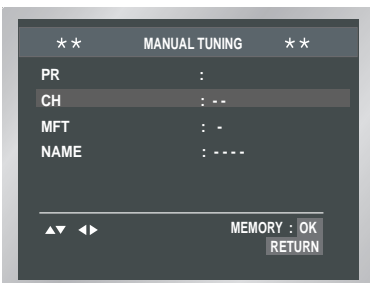 ** MANUAL TUNING **
PR :
CH : --
MFT : -
NAME : ----
▲▼ ◀▶ MEMORY : OK
RETURN